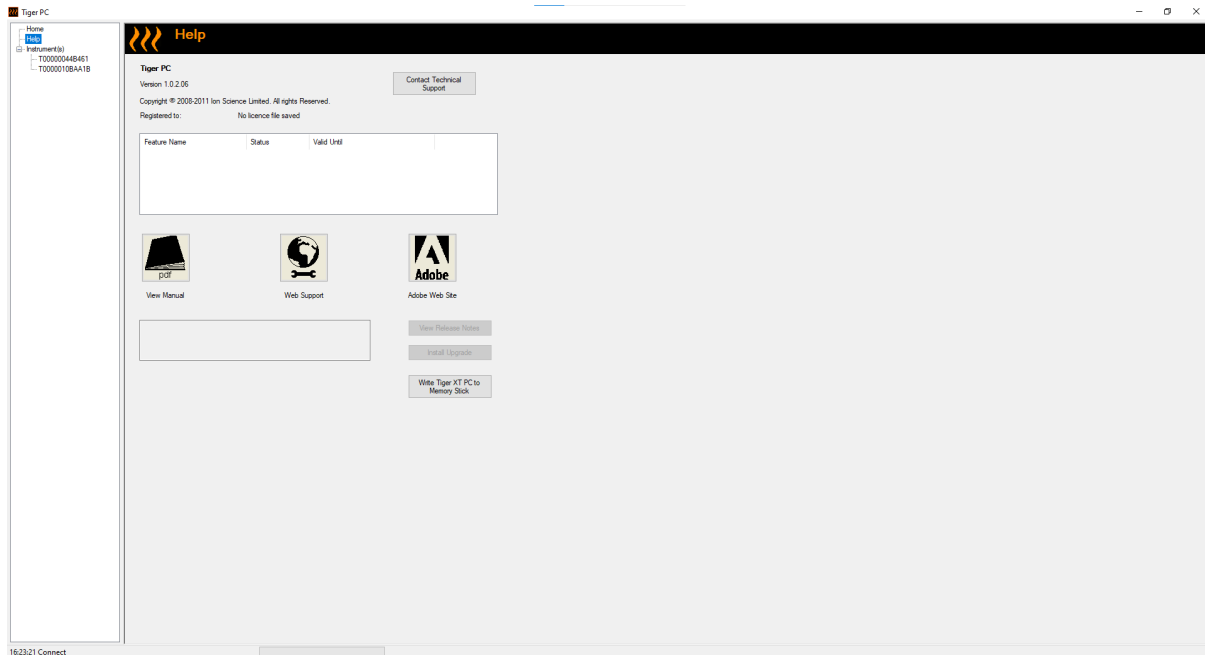 Tiger PC
Home
Help
Instrument(s)
T00000044B461
T0000010BAA1B
Help
Tiger PC
Version 1.0.2.06
Copyright © 2008-2011 Ion Science Limited. All rights Reserved.
Registered to: No licence file saved
Contact Technical
Support
Feature Name Status Valid Until
pdf
Adobe
View Manual Web Support Adobe Web Site
View Release Notes
Install Upgrade
Write Tiger XT PC to
Memory Stick
16:23:21 Connect